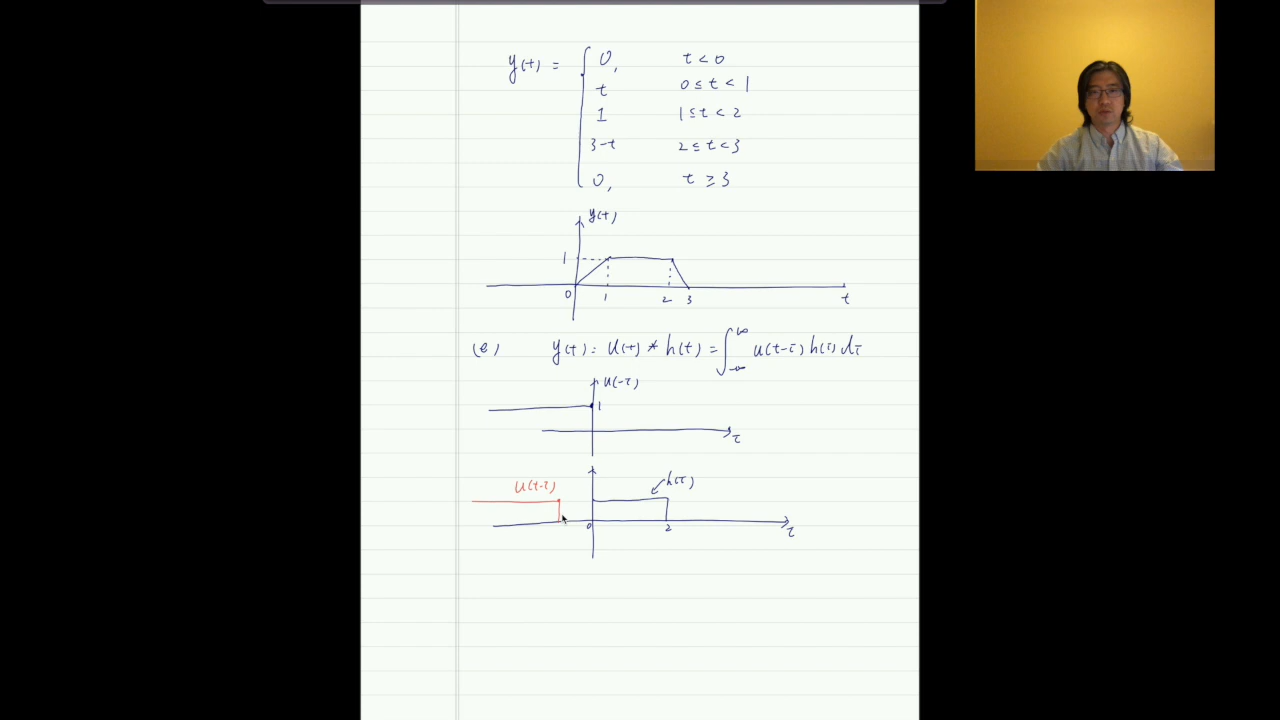 y(t) = { 0, t < 0
t 0 ≤ t < 1
1 1 ≤ t < 2
3-t 2 ≤ t < 3
0, t ≥ 3
y(t)
1
0 1 2 3 t
(e) y(t) = u(t) * h(t) = ∫_{-∞}^{+∞} u(t-τ) h(τ) dτ
u(-τ)
1
τ
u(t-τ) h(τ)
0 2 τ